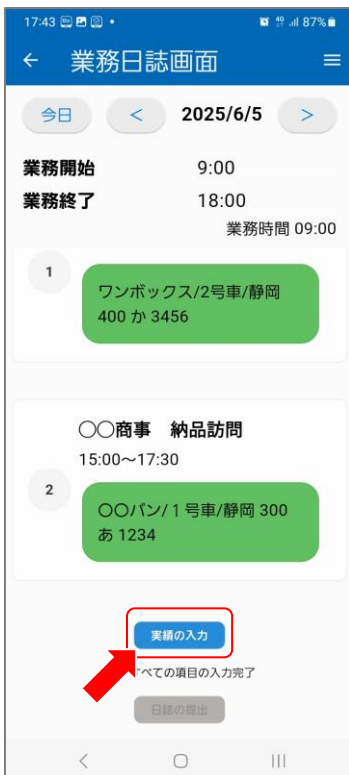 17:43 87%
← 業務日誌画面
今日 < 2025/6/5 >
業務開始 9:00
業務終了 18:00
業務時間 09:00
1
ワンボックス/2号車/静岡
400 か 3456
〇〇商事 納品訪問
15:00～17:30
2
〇〇バン/１号車/静岡 300
あ 1234
実績の入力
べての項目の入力完了
日誌の提出